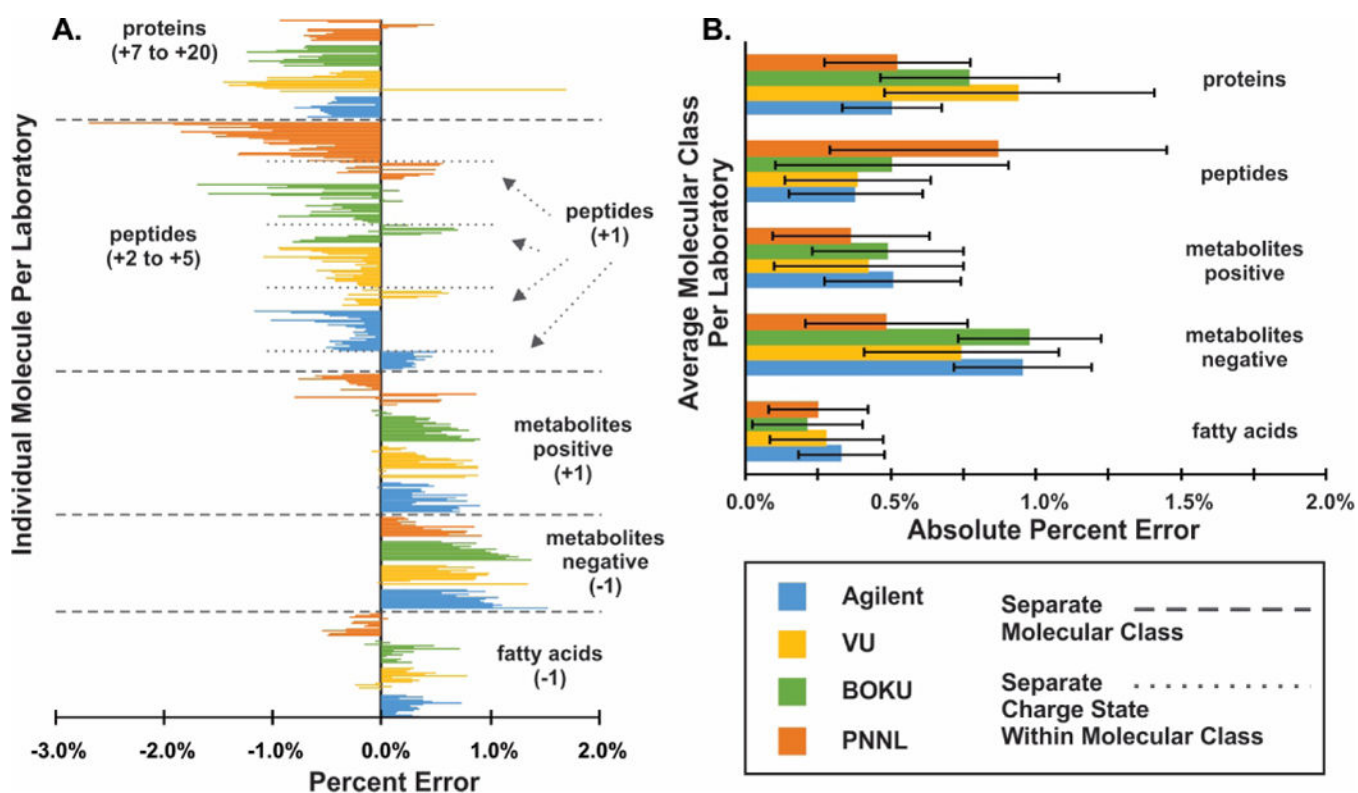 A.
proteins
(+7 to +20)
peptides
(+1)
peptides
(+2 to +5)
metabolites
positive
(+1)
metabolites
negative
(-1)
fatty acids
(-1)
Individual Molecule Per Laboratory
-3.0%
-2.0%
-1.0%
0.0%
1.0%
2.0%
Percent Error
B.
Average Molecular Class
Per Laboratory
proteins
peptides
metabolites
positive
metabolites
negative
fatty acids
0.0%
0.5%
1.0%
1.5%
2.0%
Absolute Percent Error
Agilent
VU
BOKU
PNNL
Separate
Molecular Class
Separate
Charge State
Within Molecular Class